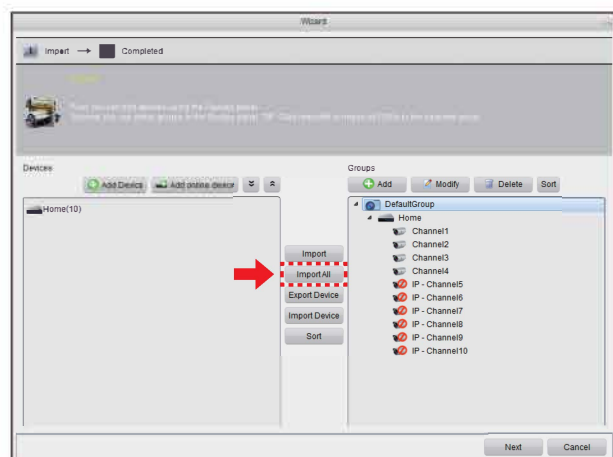 Wizard
Import → Completed
Devices
Groups
Add Device Add online device
Add Modify Delete Sort
Home(10)
DefaultGroup
Home
Channel1
Channel2
Channel3
Channel4
IP - Channel5
IP - Channel6
IP - Channel7
IP - Channel8
IP - Channel9
IP - Channel10
Import
Import All
Export Device
Import Device
Sort
Next Cancel